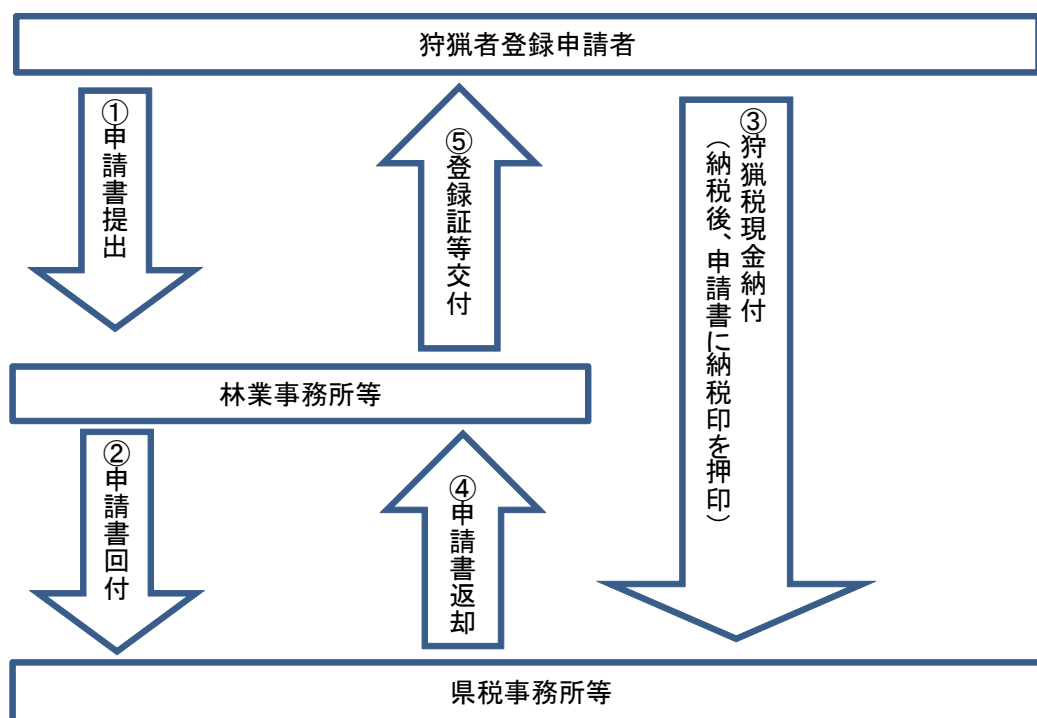 狩猟者登録申請者
①申請書提出
⑤登録証等交付
③狩猟税現金納付
（納税後、申請書に納税印を押印）
林業事務所等
②申請書回付
④申請書返却
県税事務所等